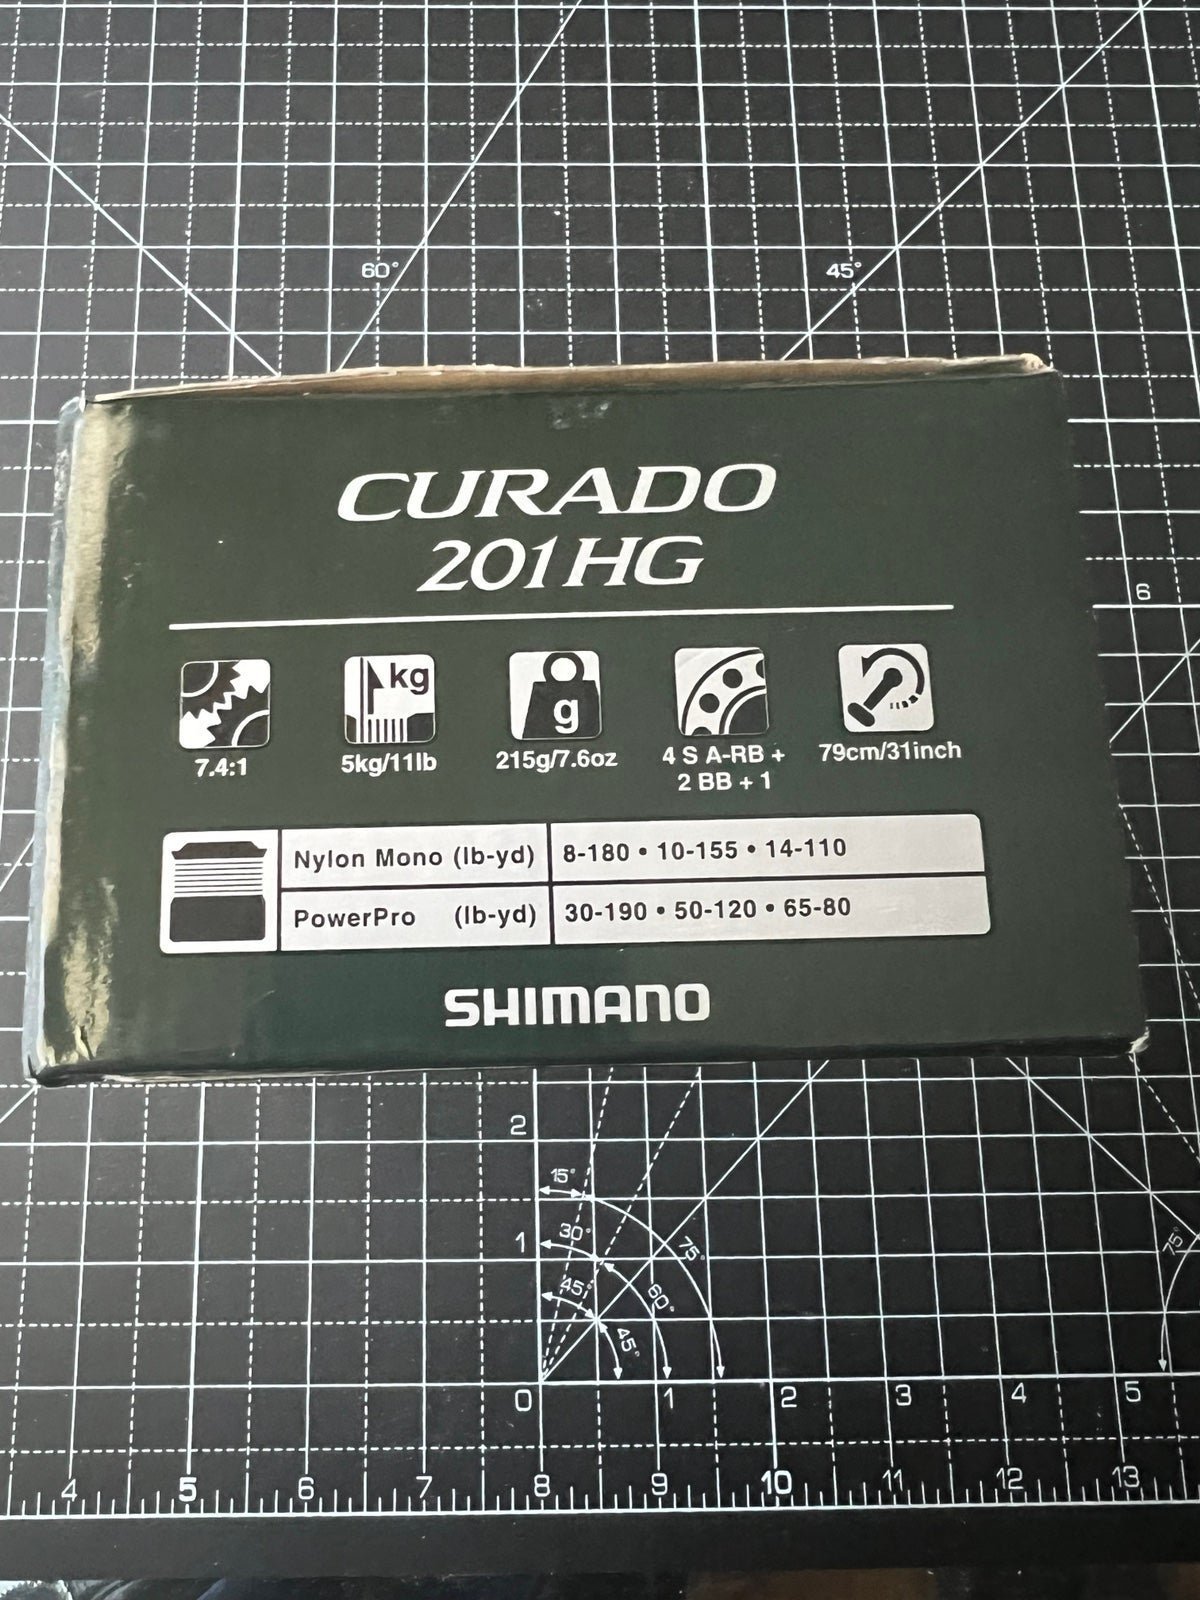 60°
45°
CURADO
201HG
6
kg
g
7.4:1
5kg/11lb
215g/7.6oz
4 S A-RB +
2 BB + 1
79cm/31inch
Nylon Mono (lb-yd)
8-180 • 10-155 • 14-110
PowerPro (lb-yd)
30-190 • 50-120 • 65-80
SHIMANO
2
15°
1
30°
75°
75°
45°
60°
45°
0 1 2 3 4 5
4 5 6 7 8 9 10 11 12 13